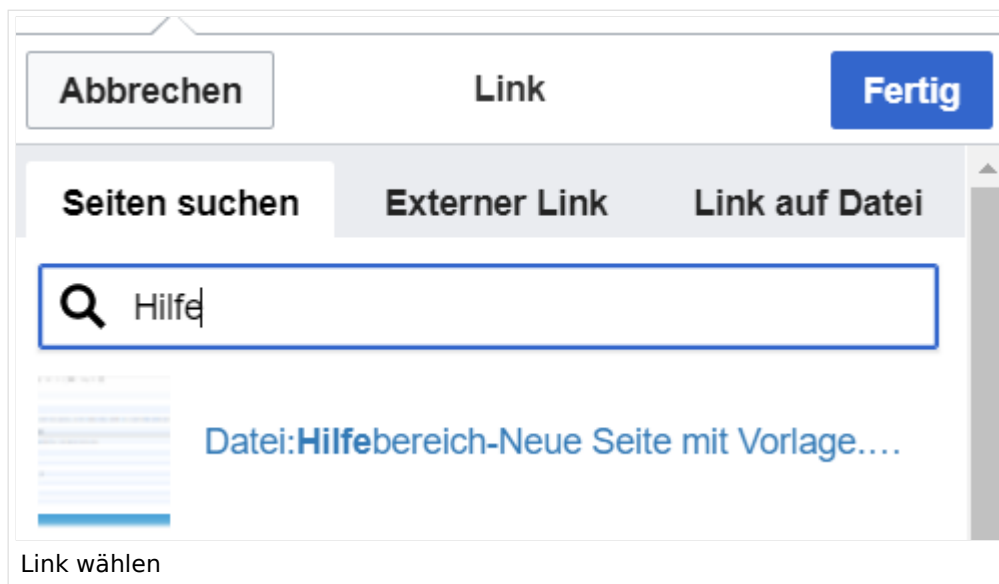 Abbrechen Link Fertig
Seiten suchen Externer Link Link auf Datei
Hilfe
Datei:Hilfebereich-Neue Seite mit Vorlage.…
Link wählen